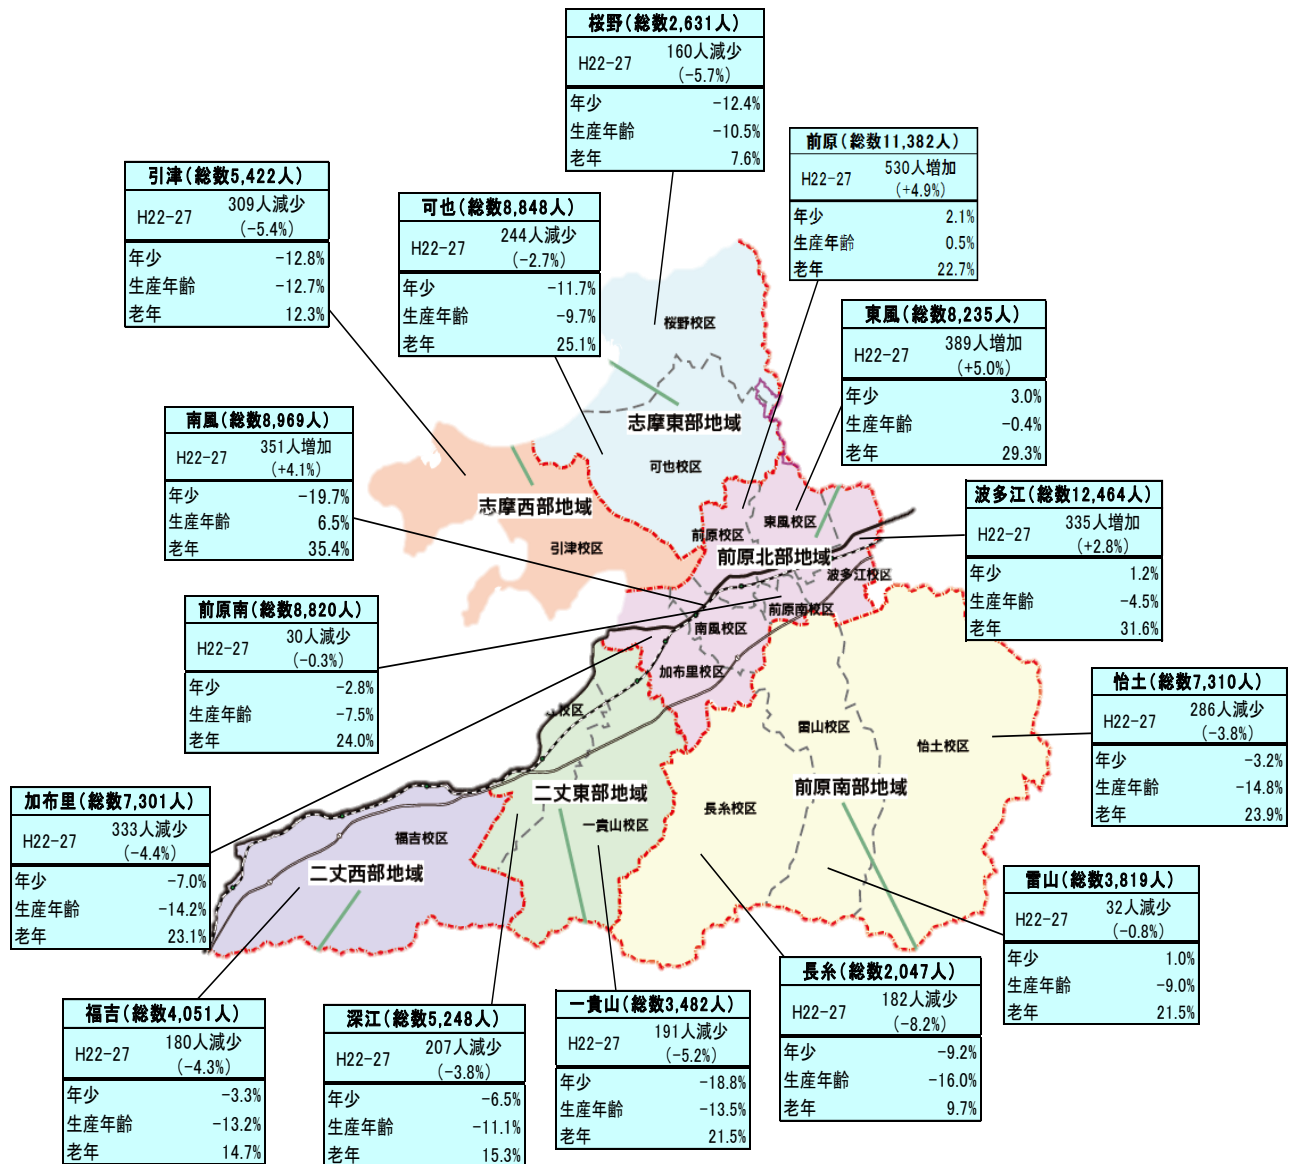 桜野(総数2,631人)
H22-27 160人減少
(-5.7%)
年少 -12.4%
生産年齢 -10.5%
老年 7.6%
前原(総数11,382人)
H22-27 530人増加
(+4.9%)
年少 2.1%
生産年齢 0.5%
老年 22.7%
引津(総数5,422人)
H22-27 309人減少
(-5.4%)
年少 -12.8%
生産年齢 -12.7%
老年 12.3%
可也(総数8,848人)
H22-27 244人減少
(-2.7%)
年少 -11.7%
生産年齢 -9.7%
老年 25.1%
東風(総数8,235人)
H22-27 389人増加
(+5.0%)
年少 3.0%
生産年齢 -0.4%
老年 29.3%
南風(総数8,969人)
H22-27 351人増加
(+4.1%)
年少 -19.7%
生産年齢 6.5%
老年 35.4%
波多江(総数12,464人)
H22-27 335人増加
(+2.8%)
年少 1.2%
生産年齢 -4.5%
老年 31.6%
前原南(総数8,820人)
H22-27 30人減少
(-0.3%)
年少 -2.8%
生産年齢 -7.5%
老年 24.0%
怡土(総数7,310人)
H22-27 286人減少
(-3.8%)
年少 -3.2%
生産年齢 -14.8%
老年 23.9%
加布里(総数7,301人)
H22-27 333人減少
(-4.4%)
年少 -7.0%
生産年齢 -14.2%
老年 23.1%
雷山(総数3,819人)
H22-27 32人減少
(-0.8%)
年少 1.0%
生産年齢 -9.0%
老年 21.5%
福吉(総数4,051人)
H22-27 180人減少
(-4.3%)
年少 -3.3%
生産年齢 -13.2%
老年 14.7%
深江(総数5,248人)
H22-27 207人減少
(-3.8%)
年少 -6.5%
生産年齢 -11.1%
老年 15.3%
一貴山(総数3,482人)
H22-27 191人減少
(-5.2%)
年少 -18.8%
生産年齢 -13.5%
老年 21.5%
長糸(総数2,047人)
H22-27 182人減少
(-8.2%)
年少 -9.2%
生産年齢 -16.0%
老年 9.7%
桜野校区
志摩東部地域
可也校区
志摩西部地域
引津校区
東風校区
前原校区
前原北部地域
波多江校区
前原南校区
南風校区
加布里校区
校区
雷山校区
怡土校区
前原南部地域
二丈東部地域
長糸校区
一貴山校区
福吉校区
二丈西部地域